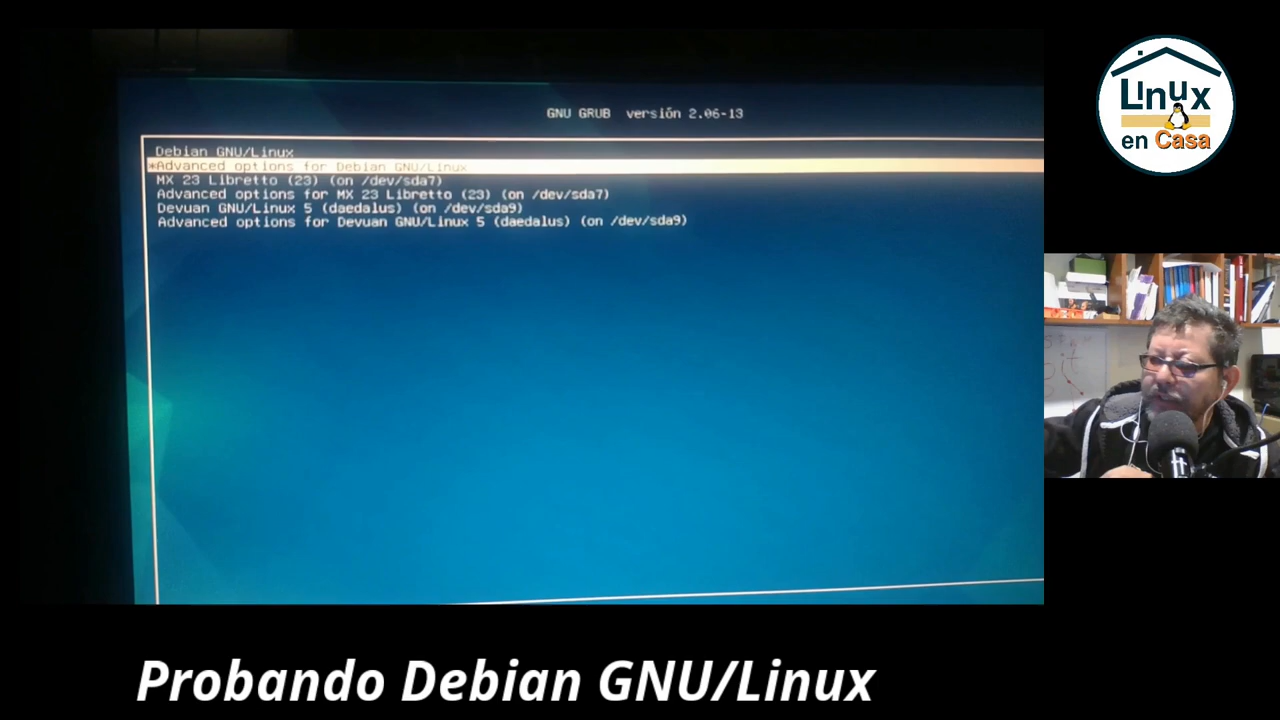 GNU GRUB versión 2.06-13
Debian GNU/Linux
*Advanced options for Debian GNU/Linux
MX 23 Libretto (23) (on /dev/sda7)
Advanced options for MX 23 Libretto (23) (on /dev/sda7)
Devuan GNU/Linux 5 (daedalus) (on /dev/sda9)
Advanced options for Devuan GNU/Linux 5 (daedalus) (on /dev/sda9)
Linux
en Casa
Probando Debian GNU/Linux